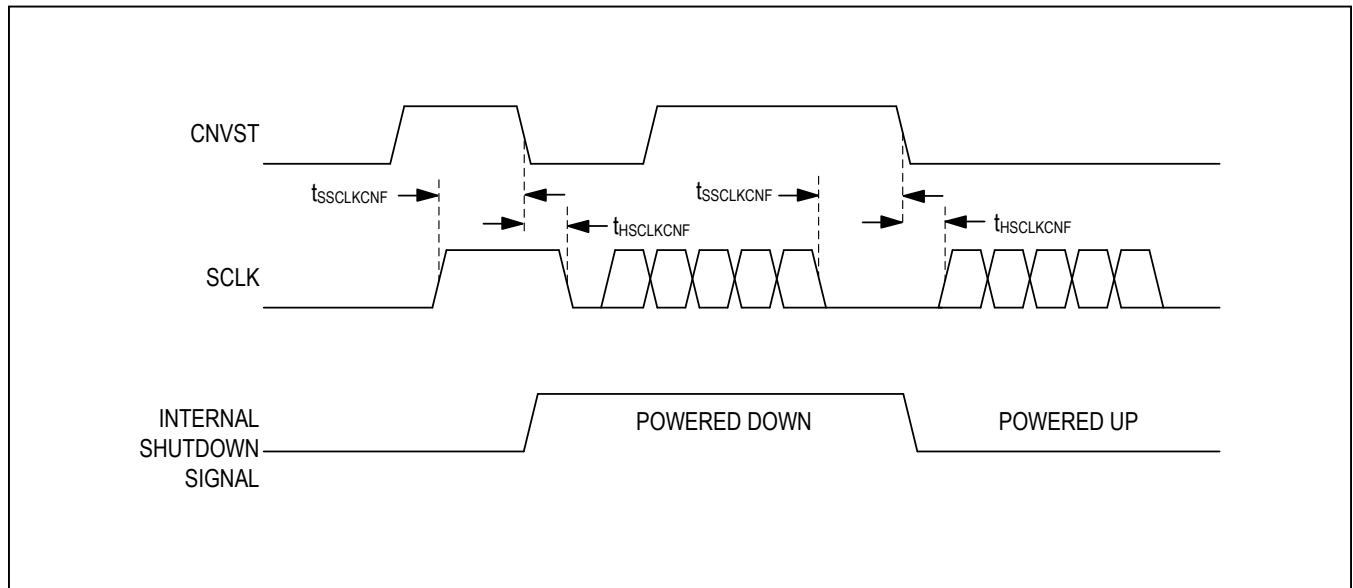 CNVST
tSSCLKCNF
tSSCLKCNF
tHSCLKCNF
tHSCLKCNF
SCLK
INTERNAL
SHUTDOWN
SIGNAL
POWERED DOWN
POWERED UP